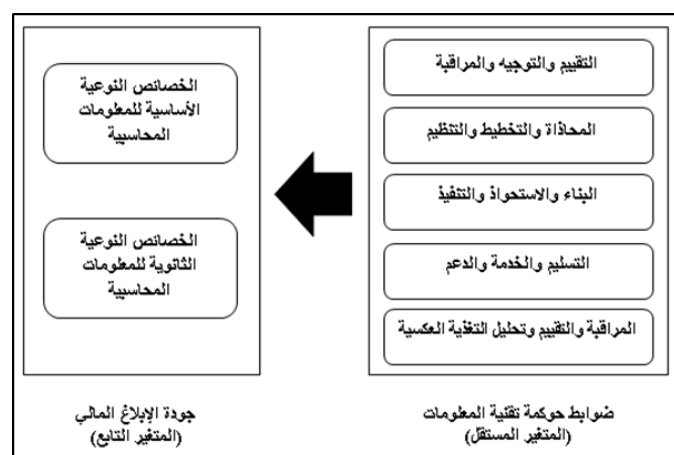 التقييم والتوجيه والمراقبة
المحاذاة والتخطيط والتنظيم
البناء والاستحواذ والتنفيذ
التسليم والخدمة والدعم
المراقبة والتقييم وتحليل التغذية العكسية
ضوابط حوكمة تقنية المعلومات
(المتغير المستقل)
الخصائص النوعية
الأساسية للمعلومات
المحاسبية
الخصائص النوعية
الثانوية للمعلومات
المحاسبية
جودة الإبلاغ المالي
(المتغير التابع)